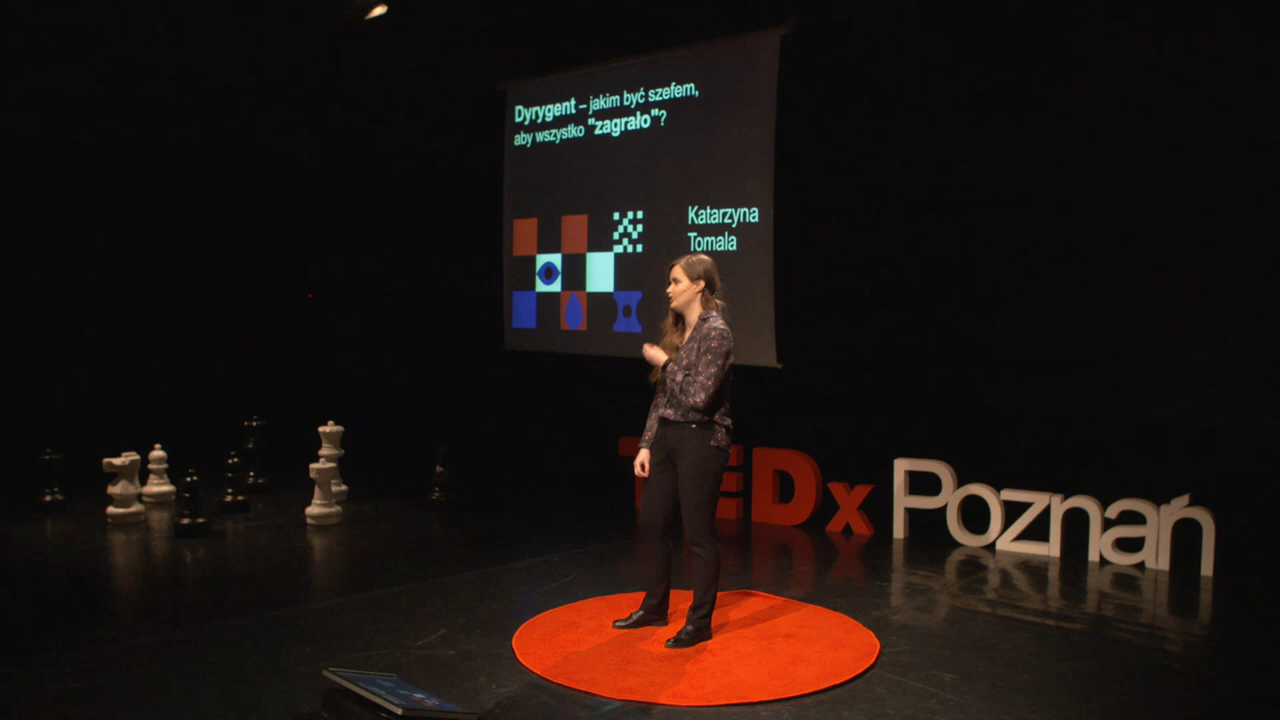 Dyrygent – jakim być szefem,
aby wszystko "zagrało"?
Katarzyna
Tomala
TEDx Poznań